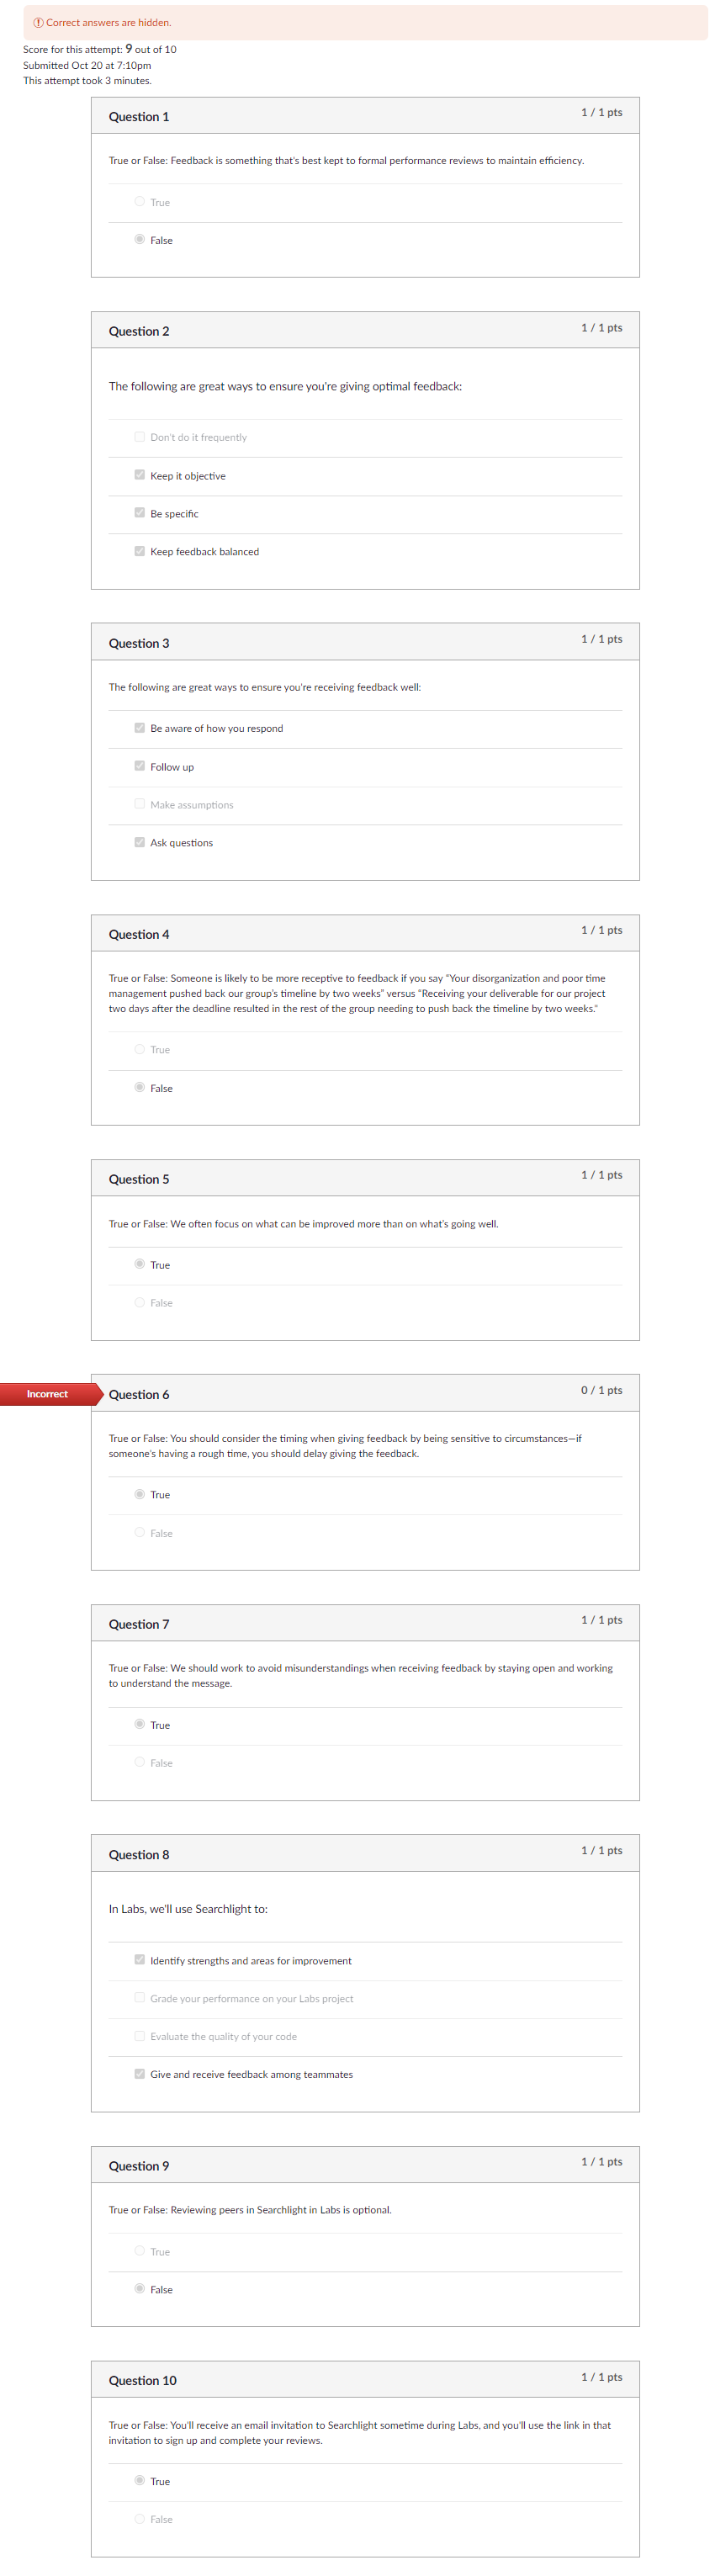 Correct answers are hidden.
Score for this attempt: 9 out of 10
Submitted Oct 20 at 7:10pm
This attempt took 3 minutes.
Question 1
1 / 1 pts
True or False: Feedback is something that's best kept to formal performance reviews to maintain efficiency.
True
False
Question 2
1 / 1 pts
The following are great ways to ensure you're giving optimal feedback:
Don't do it frequently
Keep it objective
Be specific
Keep feedback balanced
Question 3
1 / 1 pts
The following are great ways to ensure you're receiving feedback well:
Be aware of how you respond
Follow up
Make assumptions
Ask questions
Question 4
1 / 1 pts
True or False: Someone is likely to be more receptive to feedback if you say "Your disorganization and poor time
management pushed back our group's timeline by two weeks" versus "Receiving your deliverable for our project
two days after the deadline resulted in the rest of the group needing to push back the timeline by two weeks."
True
False
Question 5
1 / 1 pts
True or False: We often focus on what can be improved more than on what's going well.
True
False
Incorrect
Question 6
0 / 1 pts
True or False: You should consider the timing when giving feedback by being sensitive to circumstances—if
someone's having a rough time, you should delay giving the feedback.
True
False
Question 7
1 / 1 pts
True or False: We should work to avoid misunderstandings when receiving feedback by staying open and working
to understand the message.
True
False
Question 8
1 / 1 pts
In Labs, we'll use Searchlight to:
Identify strengths and areas for improvement
Grade your performance on your Labs project
Evaluate the quality of your code
Give and receive feedback among teammates
Question 9
1 / 1 pts
True or False: Reviewing peers in Searchlight in Labs is optional.
True
False
Question 10
1 / 1 pts
True or False: You'll receive an email invitation to Searchlight sometime during Labs, and you'll use the link in that
invitation to sign up and complete your reviews.
True
False